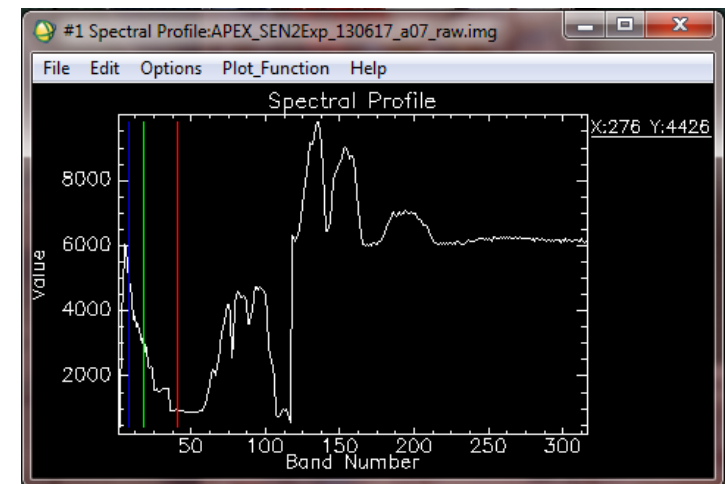 #1 Spectral Profile:APEX_SEN2Exp_130617_a07_raw.img
File Edit Options Plot_Function Help
Spectral Profile
X:276 Y:4426
8000
6000
4000
2000
Value
50 100 150 200 250 300
Band Number